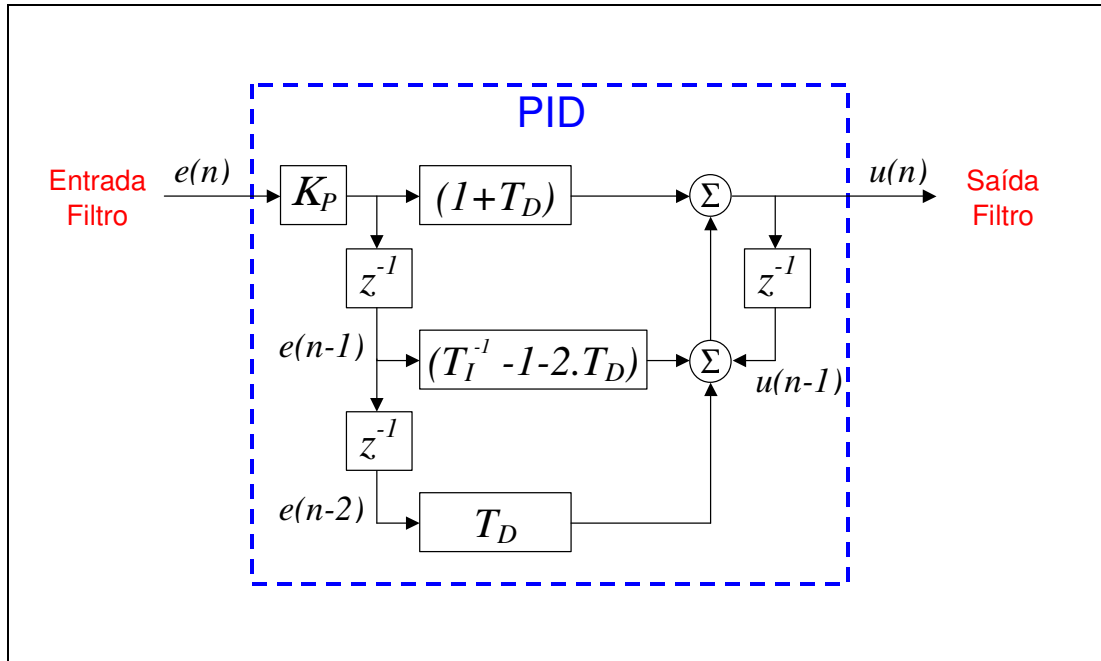 PID
Entrada
Filtro
e(n)
K_P
(1+T_D)
Σ
u(n)
Saída
Filtro
z^{-1}
z^{-1}
e(n-1)
(T_I^{-1} -1-2.T_D)
Σ
u(n-1)
z^{-1}
e(n-2)
T_D